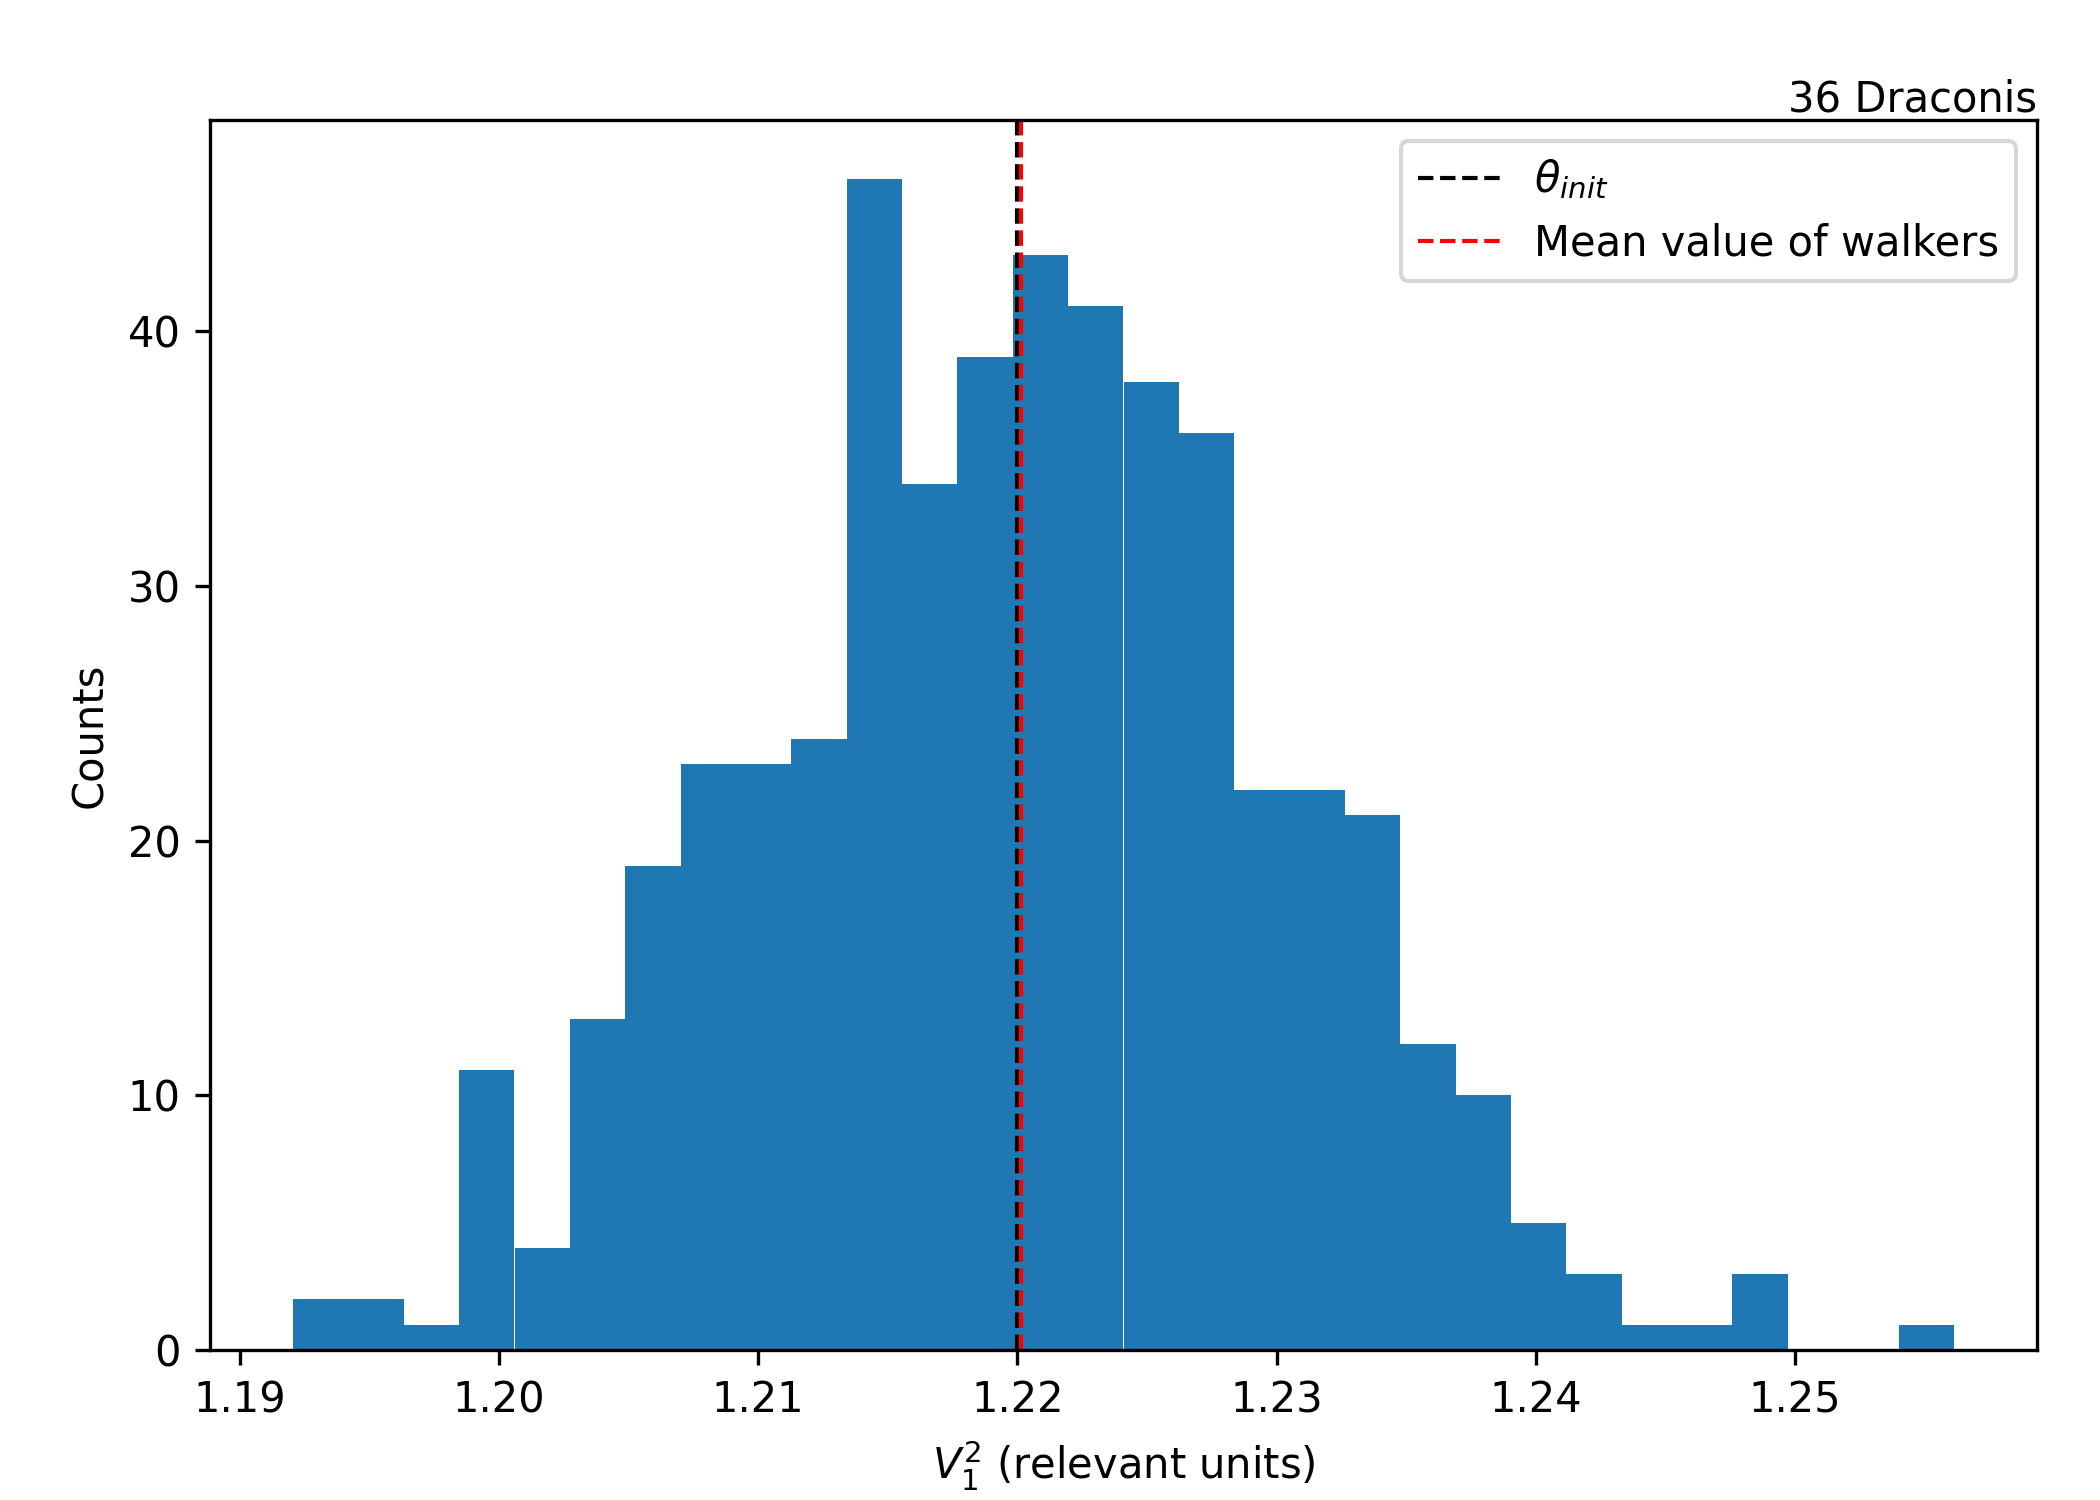 36 Draconis
θ_init
Mean value of walkers
Counts
40
30
20
10
0
1.19 1.20 1.21 1.22 1.23 1.24 1.25
V_1^2 (relevant units)